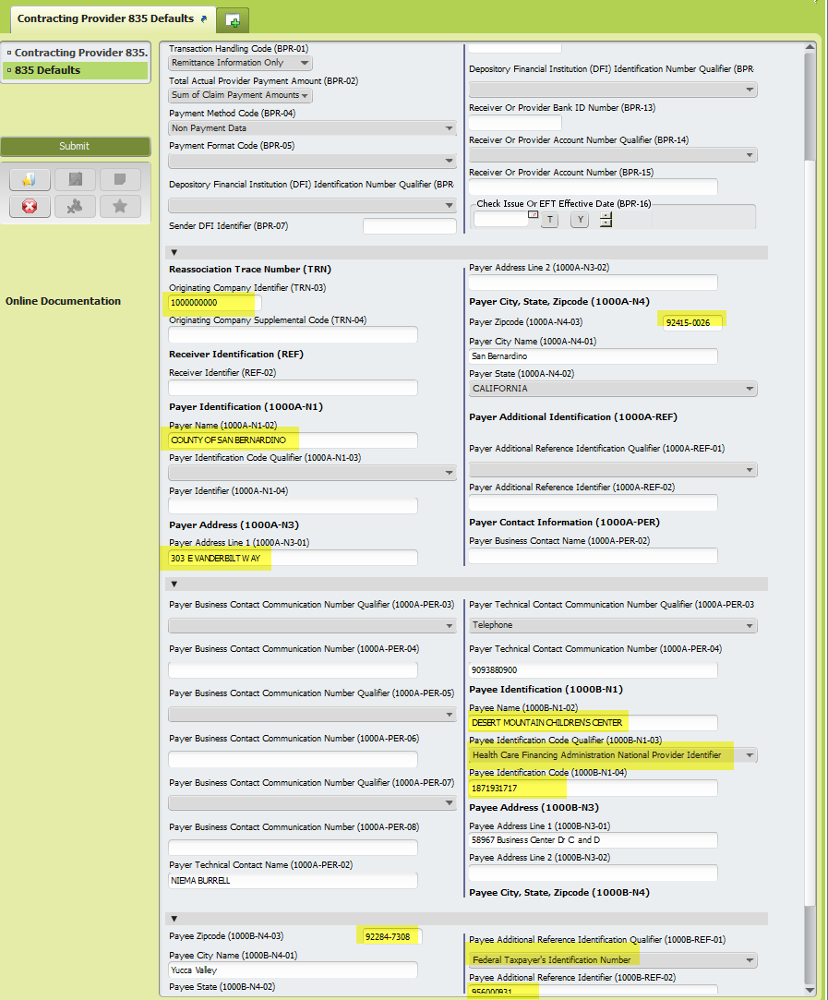 Contracting Provider 835 Defaults
Contracting Provider 835.
835 Defaults
Submit
Online Documentation
Transaction Handling Code (BPR-01)
Remittance Information Only
Total Actual Provider Payment Amount (BPR-02)
Sum of Claim Payment Amounts
Payment Method Code (BPR-04)
Non Payment Data
Payment Format Code (BPR-05)
Depository Financial Institution (DFI) Identification Number Qualifier (BPR
Sender DFI Identifier (BPR-07)
Depository Financial Institution (DFI) Identification Number Qualifier (BPR
Receiver Or Provider Bank ID Number (BPR-13)
Receiver Or Provider Account Number Qualifier (BPR-14)
Receiver Or Provider Account Number (BPR-15)
Check Issue Or EFT Effective Date (BPR-16)
T Y
Reassociation Trace Number (TRN)
Originating Company Identifier (TRN-03)
1000000000
Originating Company Supplemental Code (TRN-04)
Receiver Identification (REF)
Receiver Identifier (REF-02)
Payer Identification (1000A-N1)
Payer Name (1000A-N1-02)
COUNTY OF SAN BERNARDINO
Payer Identification Code Qualifier (1000A-N1-03)
Payer Identifier (1000A-N1-04)
Payer Address (1000A-N3)
Payer Address Line 1 (1000A-N3-01)
303 E VANDERBILT WAY
Payer Address Line 2 (1000A-N3-02)
Payer City, State, Zipcode (1000A-N4)
Payer Zipcode (1000A-N4-03)
92415-0026
Payer City Name (1000A-N4-01)
San Bernardino
Payer State (1000A-N4-02)
CALIFORNIA
Payer Additional Identification (1000A-REF)
Payer Additional Reference Identification Qualifier (1000A-REF-01)
Payer Additional Reference Identifier (1000A-REF-02)
Payer Contact Information (1000A-PER)
Payer Business Contact Name (1000A-PER-02)
Payer Business Contact Communication Number Qualifier (1000A-PER-03)
Payer Business Contact Communication Number (1000A-PER-04)
Payer Business Contact Communication Number Qualifier (1000A-PER-05)
Payer Business Contact Communication Number (1000A-PER-06)
Payer Business Contact Communication Number Qualifier (1000A-PER-07)
Payer Business Contact Communication Number (1000A-PER-08)
Payer Technical Contact Name (1000A-PER-02)
NIEMA BURRELL
Payer Technical Contact Communication Number Qualifier (1000A-PER-03
Telephone
Payer Technical Contact Communication Number (1000A-PER-04)
9093880900
Payee Identification (1000B-N1)
Payee Name (1000B-N1-02)
DESERT MOUNTAIN CHILDREN'S CENTER
Payee Identification Code Qualifier (1000B-N1-03)
Health Care Financing Administration National Provider Identifier
Payee Identification Code (1000B-N1-04)
1871931717
Payee Address (1000B-N3)
Payee Address Line 1 (1000B-N3-01)
58967 Business Center Dr C and D
Payee Address Line 2 (1000B-N3-02)
Payee City, State, Zipcode (1000B-N4)
Payee Zipcode (1000B-N4-03)
92284-7308
Payee City Name (1000B-N4-01)
Yucca Valley
Payee State (1000B-N4-02)
Payee Additional Reference Identification Qualifier (1000B-REF-01)
Federal Taxpayer's Identification Number
Payee Additional Reference Identifier (1000B-REF-02)
956000931